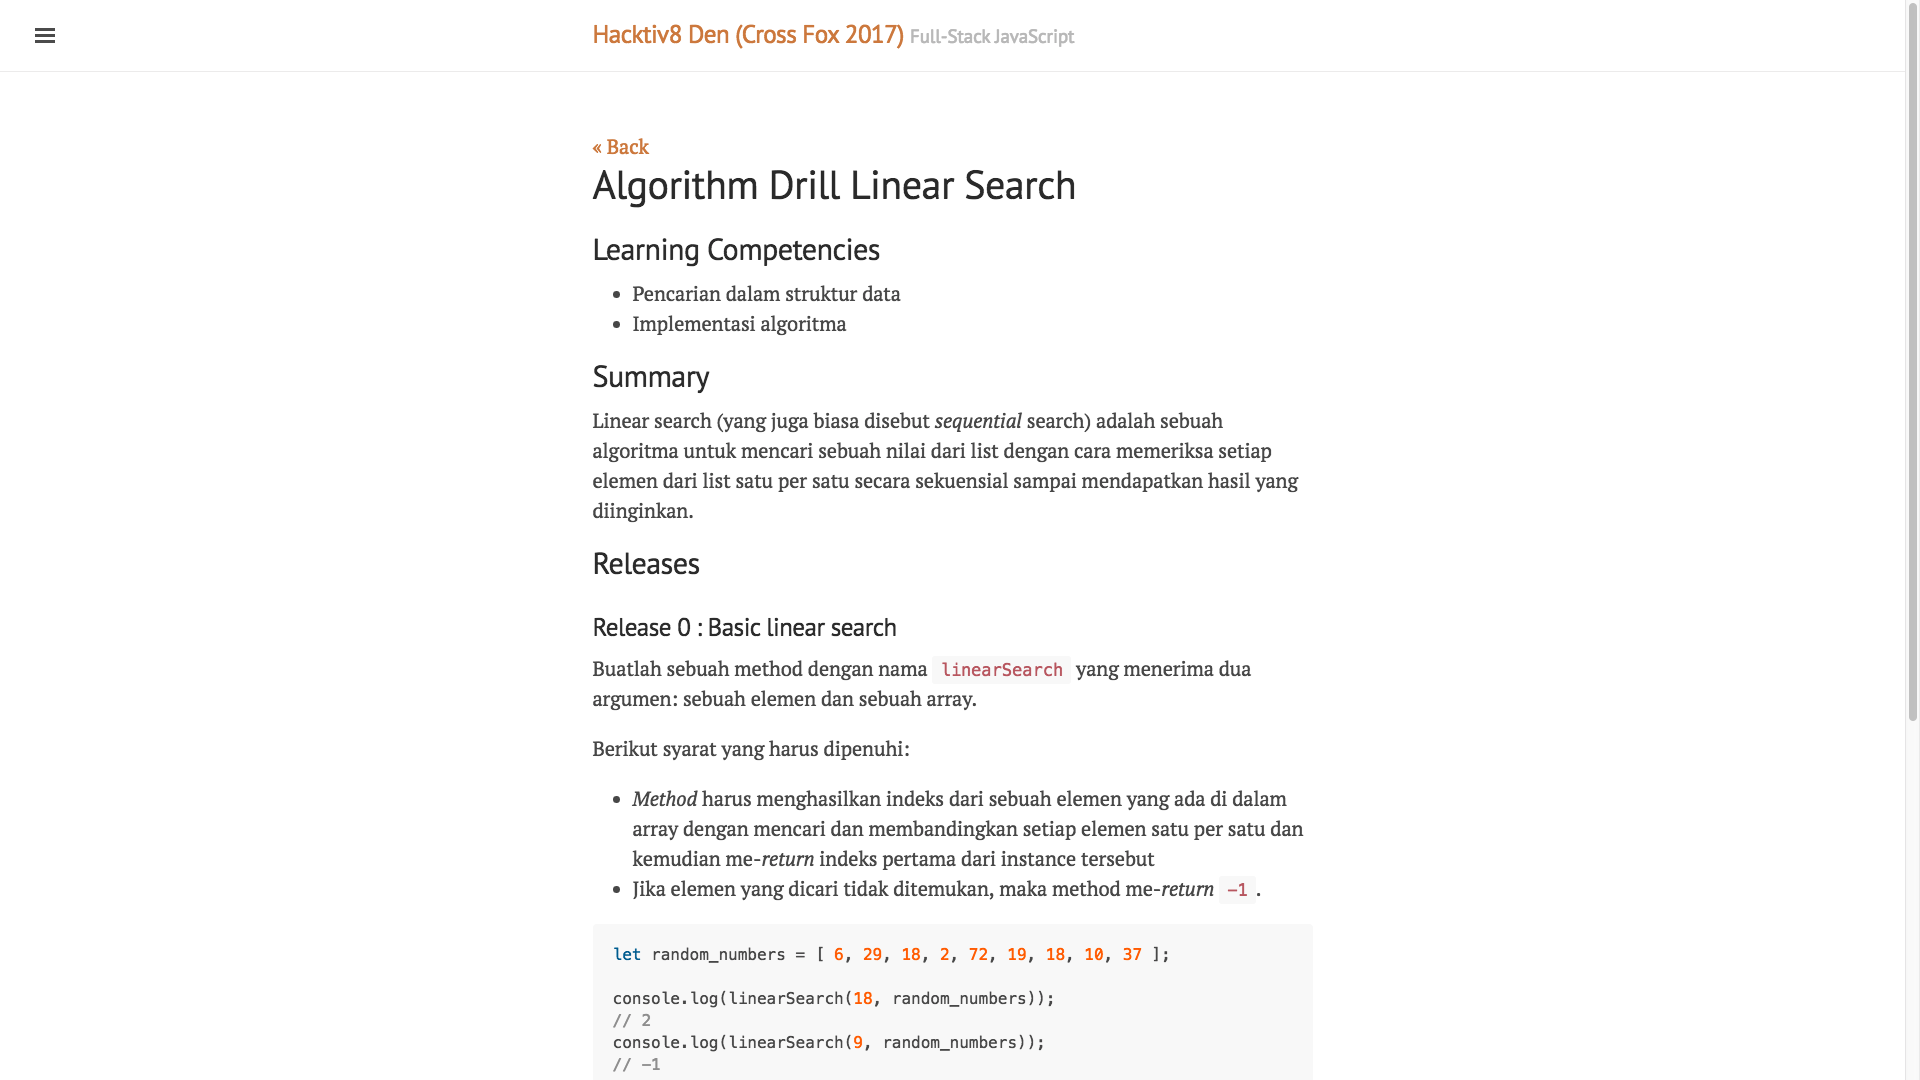 Hacktiv8 Den (Cross Fox 2017) Full-Stack JavaScript
« Back
Algorithm Drill Linear Search
Learning Competencies
• Pencarian dalam struktur data
• Implementasi algoritma
Summary
Linear search (yang juga biasa disebut sequential search) adalah sebuah
algoritma untuk mencari sebuah nilai dari list dengan cara memeriksa setiap
elemen dari list satu per satu secara sekuensial sampai mendapatkan hasil yang
diinginkan.
Releases
Release 0 : Basic linear search
Buatlah sebuah method dengan nama linearSearch yang menerima dua
argumen: sebuah elemen dan sebuah array.
Berikut syarat yang harus dipenuhi:
• Method harus menghasilkan indeks dari sebuah elemen yang ada di dalam
array dengan mencari dan membandingkan setiap elemen satu per satu dan
kemudian me-return indeks pertama dari instance tersebut
• Jika elemen yang dicari tidak ditemukan, maka method me-return -1.
let random_numbers = [ 6, 29, 18, 2, 72, 19, 18, 10, 37 ];
console.log(linearSearch(18, random_numbers));
// 2
console.log(linearSearch(9, random_numbers));
// -1